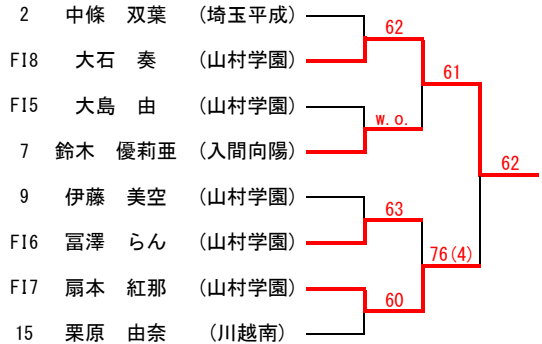 2 中條 双葉 (埼玉平成)
62
FI8 大石 奏 (山村学園)
61
FI5 大島 由 (山村学園)
w.o.
7 鈴木 優莉亜 (入間向陽)
62
9 伊藤 美空 (山村学園)
63
FI6 冨澤 らん (山村学園)
76(4)
FI7 扇本 紅那 (山村学園)
60
15 栗原 由奈 (川越南)